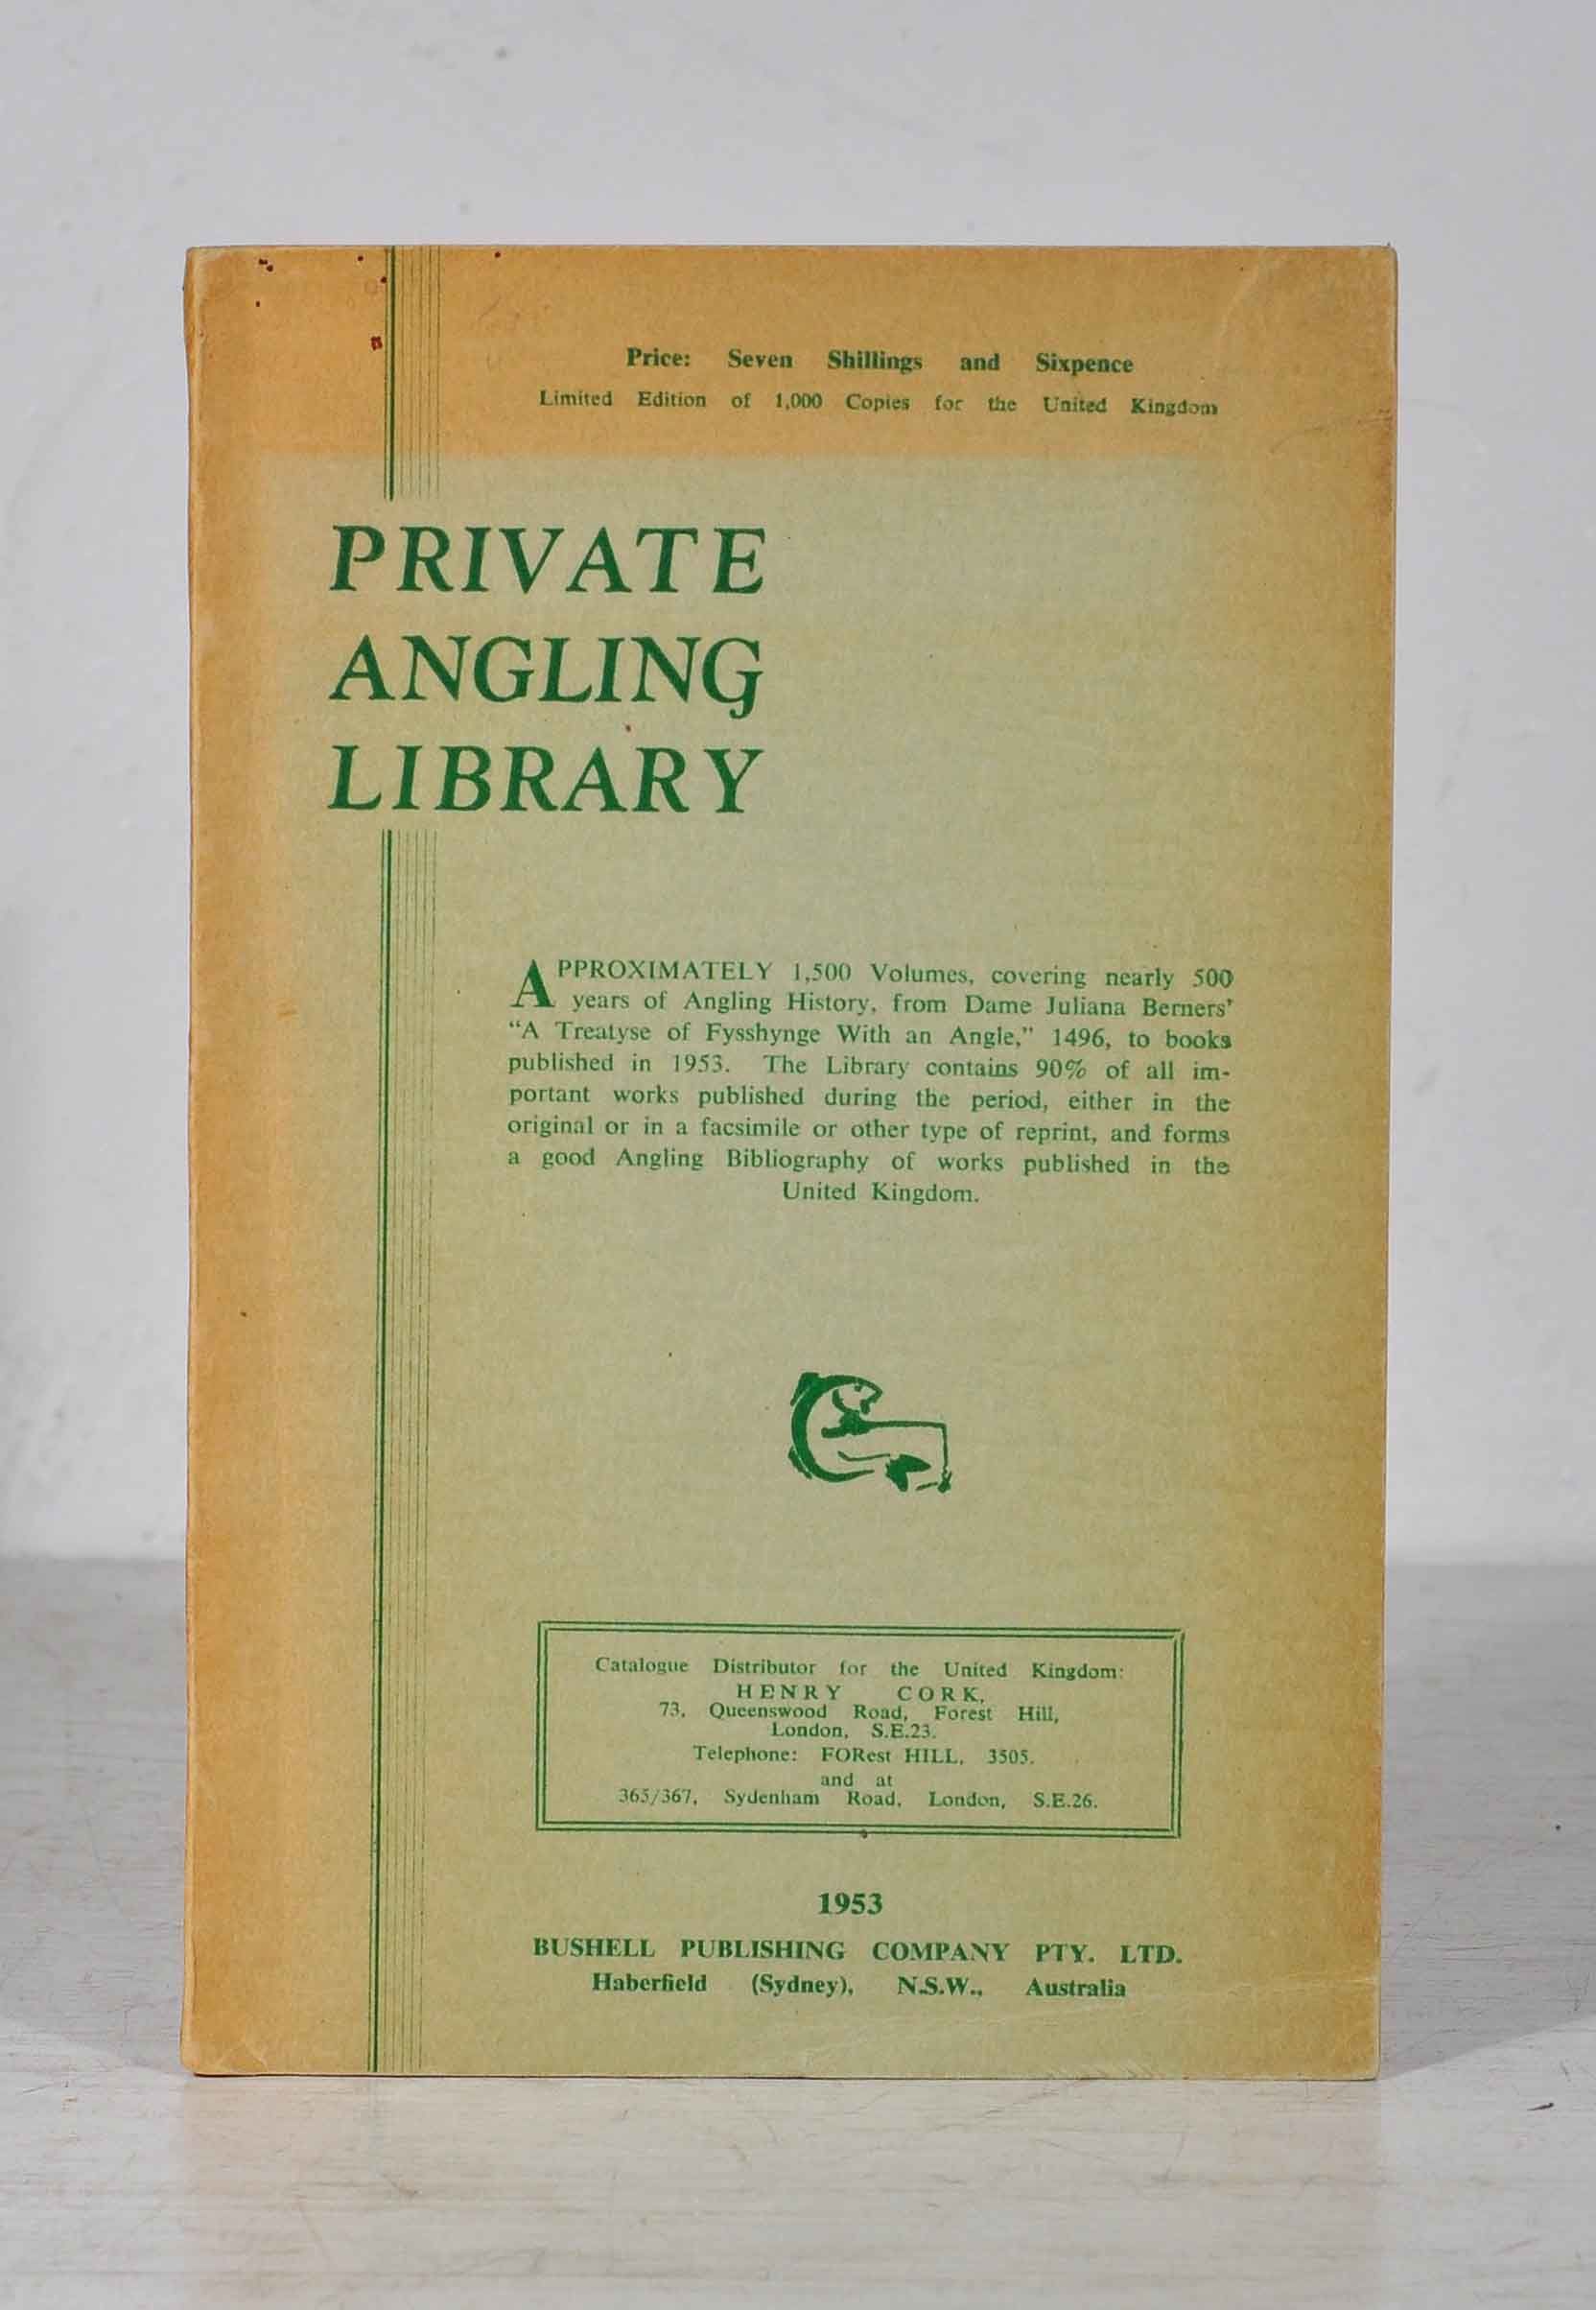 Price: Seven Shillings and Sixpence
Limited Edition of 1,000 Copies for the United Kingdom
PRIVATE
ANGLING
LIBRARY
APPROXIMATELY 1,500 Volumes, covering nearly 500
years of Angling History, from Dame Juliana Berners'
"A Treatyse of Fysshynge With an Angle," 1496, to books
published in 1953. The Library contains 90% of all im-
portant works published during the period, either in the
original or in a facsimile or other type of reprint, and forms
a good Angling Bibliography of works published in the
United Kingdom.
Catalogue Distributor for the United Kingdom:
HENRY CORK,
73, Queenswood Road, Forest Hill,
London, S.E.23.
Telephone: FORest HILL, 3505.
and at
365/367, Sydenham Road, London, S.E.26.
1953
BUSHELL PUBLISHING COMPANY PTY. LTD.
Haberfield (Sydney), N.S.W., Australia